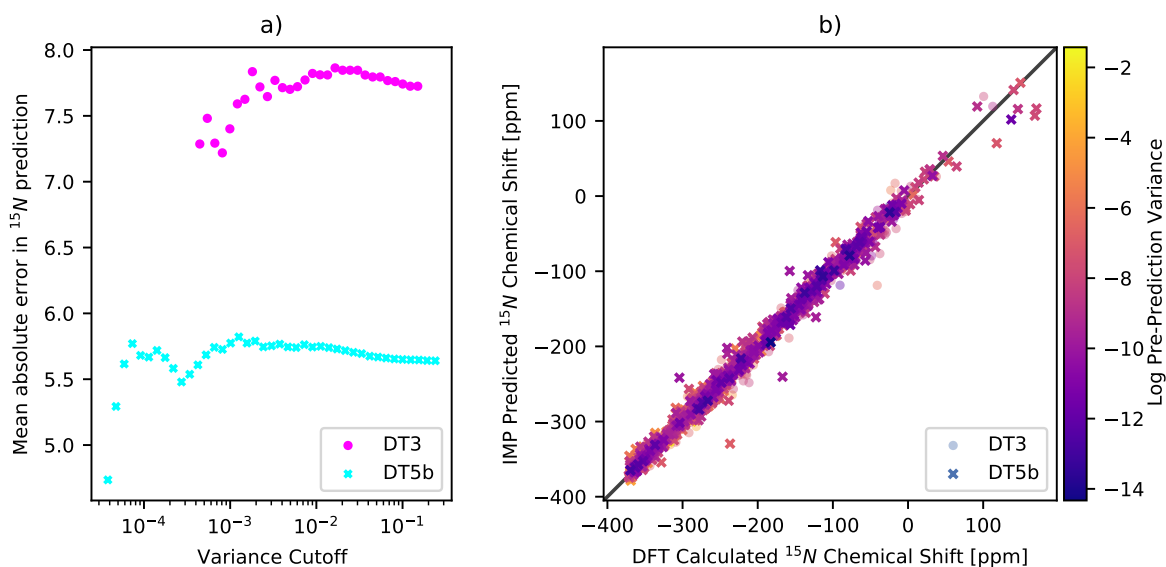 a)
8.0
7.5
7.0
6.5
6.0
5.5
5.0
Mean absolute error in ¹⁵N prediction
DT3
DT5b
10⁻⁴
10⁻³
10⁻²
10⁻¹
Variance Cutoff
b)
100
0
−100
−200
−300
−400
IMP Predicted ¹⁵N Chemical Shift [ppm]
DT3
DT5b
−400
−300
−200
−100
0
100
DFT Calculated ¹⁵N Chemical Shift [ppm]
−2
−4
−6
−8
−10
−12
−14
Log Pre-Prediction Variance